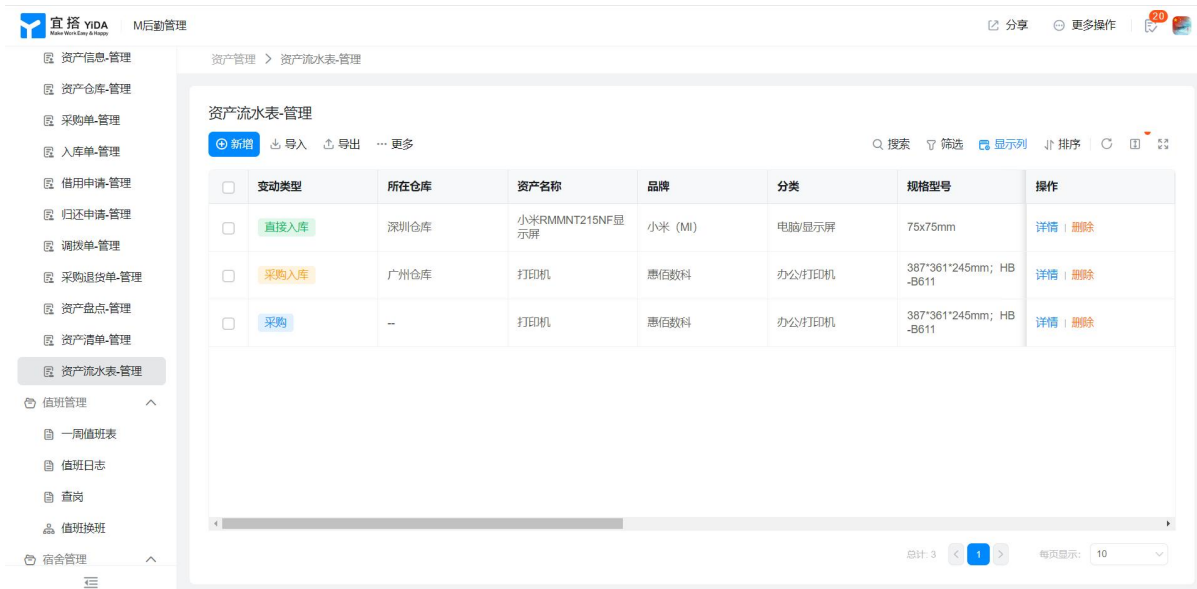 宜搭 YiDA M后勤管理 分享 更多操作 20
Make Work Easy & Happy
资产信息-管理
资产仓库-管理
采购单-管理
入库单-管理
借用申请-管理
归还申请-管理
调拨单-管理
采购退货单-管理
资产盘点-管理
资产清单-管理
资产流水表-管理
值班管理
一周值班表
值班日志
查岗
值班换班
宿舍管理
资产管理 > 资产流水表-管理
资产流水表-管理
新增 导入 导出 ··· 更多 搜索 筛选 显示列 排序
变动类型 所在仓库 资产名称 品牌 分类 规格型号 操作
直接入库 深圳仓库 小米RMMNT215NF显 小米（MI） 电脑/显示屏 75x75mm 详情 | 删除
示屏
采购入库 广州仓库 打印机 惠佰数科 办公/打印机 387*361*245mm；HB 详情 | 删除
-B611
采购 -- 打印机 惠佰数科 办公/打印机 387*361*245mm；HB 详情 | 删除
-B611
总计: 3 < 1 > 每页显示: 10